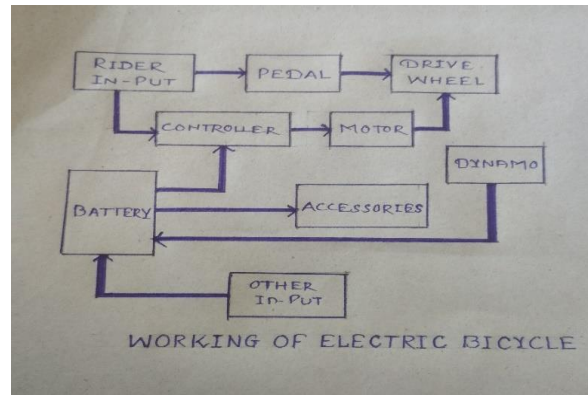 RIDER
IN-PUT
PEDAL
DRIVE
WHEEL
CONTROLLER
MOTOR
DYNAMO
BATTERY
ACCESSORIES
OTHER
In-PuT
WORKING OF ELECTRIC BICYCLE